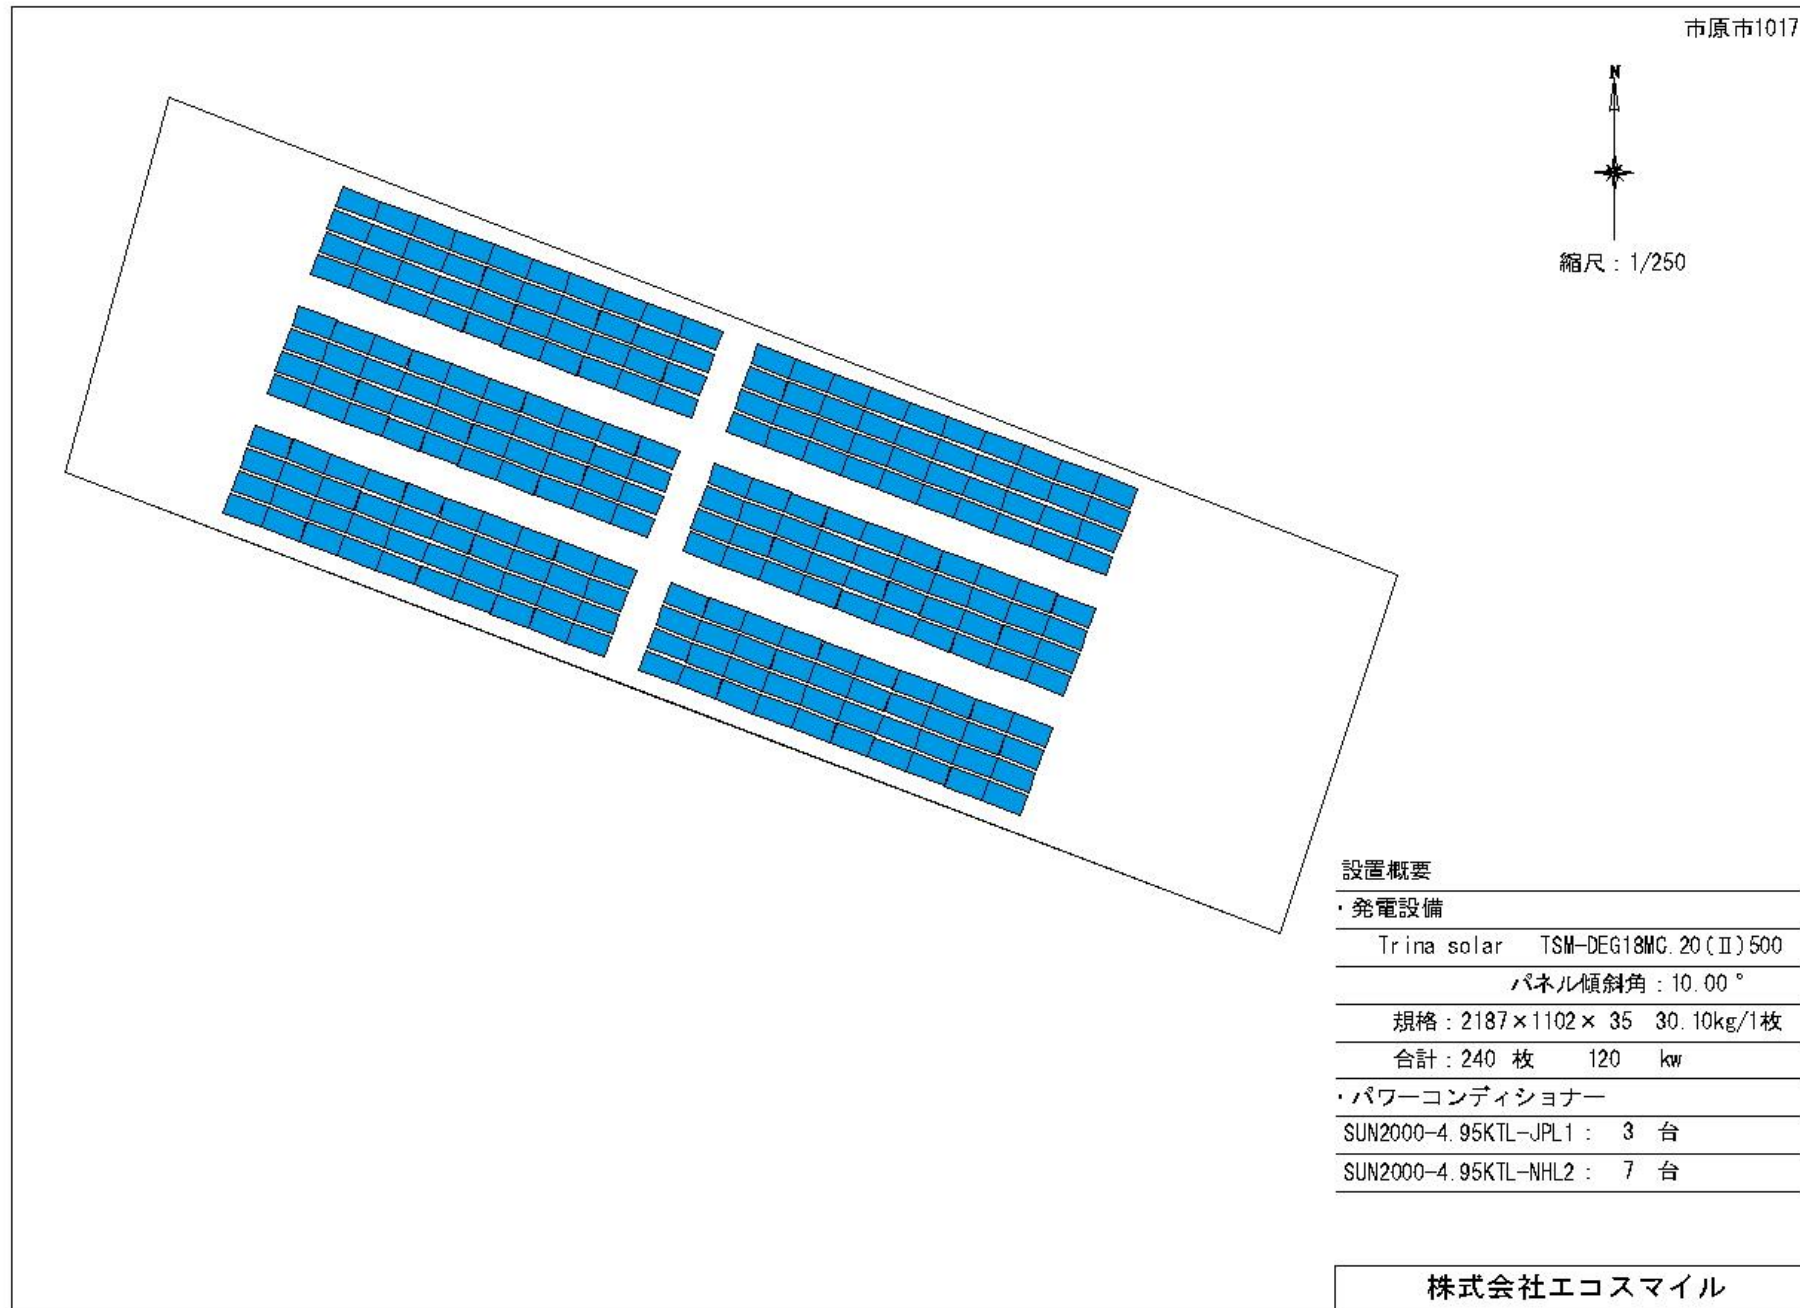 市原市1017
N
縮尺：1/250
設置概要
・発電設備
Trina solar TSM-DEG18MC.20(Ⅱ)500
パネル傾斜角：10.00°
規格：2187×1102× 35 30.10kg/1枚
合計：240 枚 120 kw
・パワーコンディショナー
SUN2000-4.95KTL-JPL1： 3 台
SUN2000-4.95KTL-NHL2： 7 台
株式会社エコスマイル